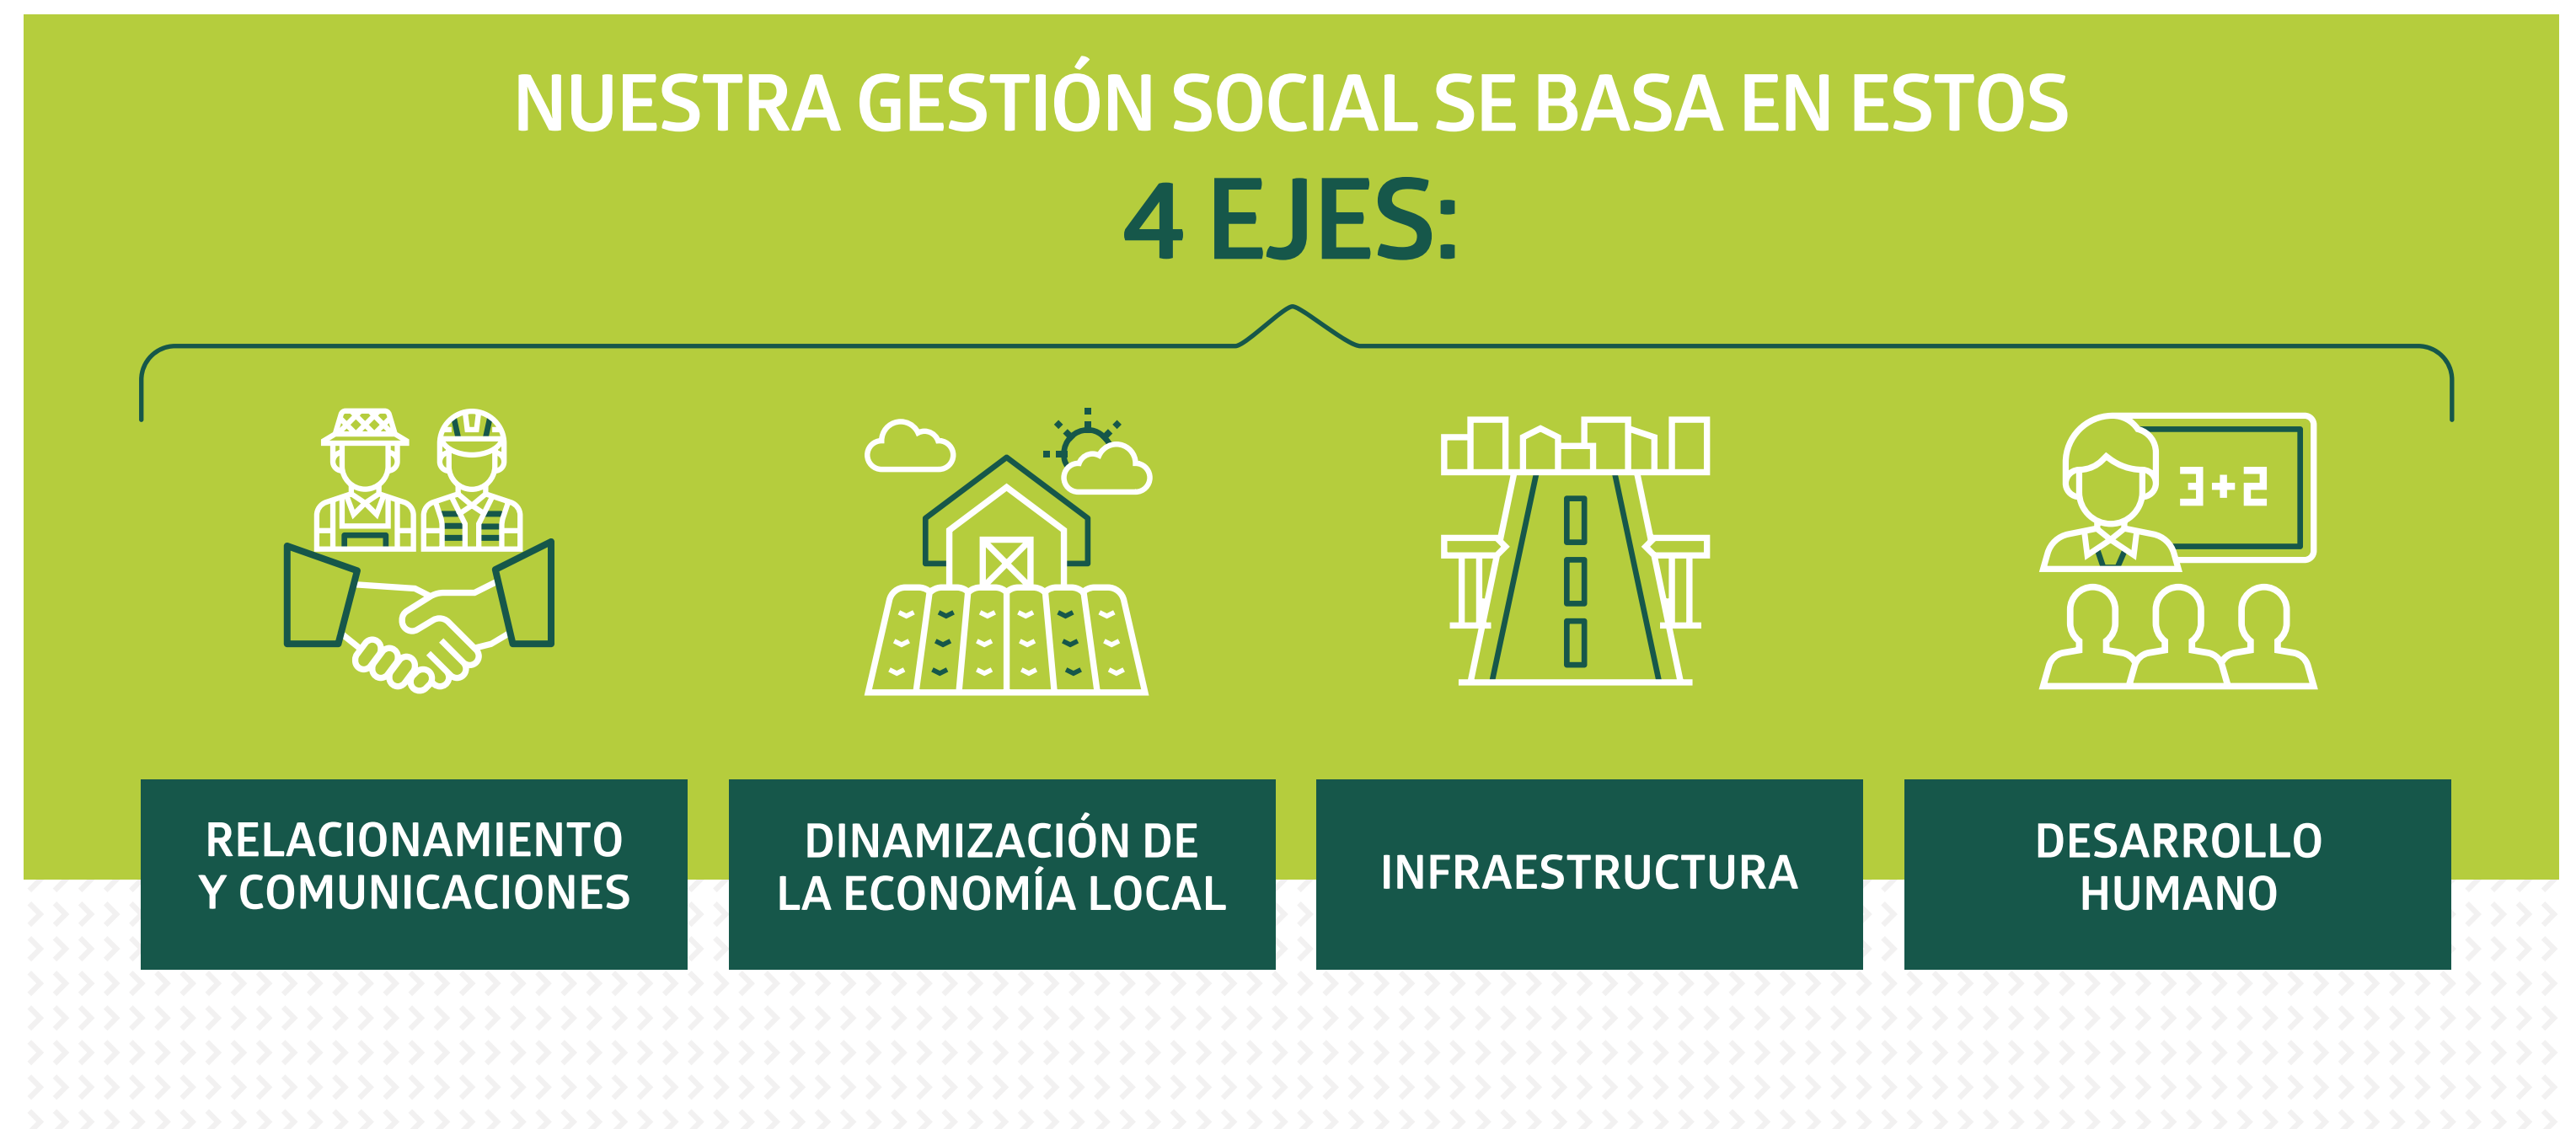 NUESTRA GESTIÓN SOCIAL SE BASA EN ESTOS
4 EJES:
3+2
RELACIONAMIENTO
Y COMUNICACIONES
DINAMIZACIÓN DE
LA ECONOMÍA LOCAL
INFRAESTRUCTURA
DESARROLLO
HUMANO